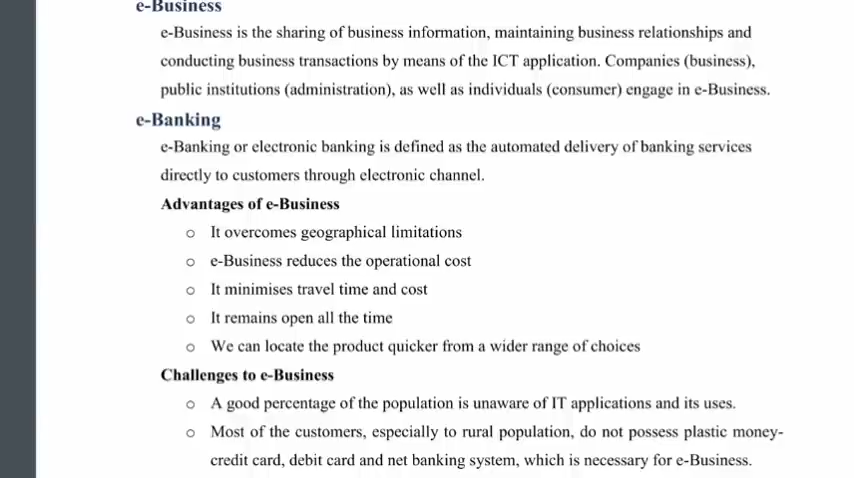 e-Business
e-Business is the sharing of business information, maintaining business relationships and
conducting business transactions by means of the ICT application. Companies (business),
public institutions (administration), as well as individuals (consumer) engage in e-Business.
e-Banking
e-Banking or electronic banking is defined as the automated delivery of banking services
directly to customers through electronic channel.
Advantages of e-Business
o It overcomes geographical limitations
o e-Business reduces the operational cost
o It minimises travel time and cost
o It remains open all the time
o We can locate the product quicker from a wider range of choices
Challenges to e-Business
o A good percentage of the population is unaware of IT applications and its uses.
o Most of the customers, especially to rural population, do not possess plastic money-
credit card, debit card and net banking system, which is necessary for e-Business.